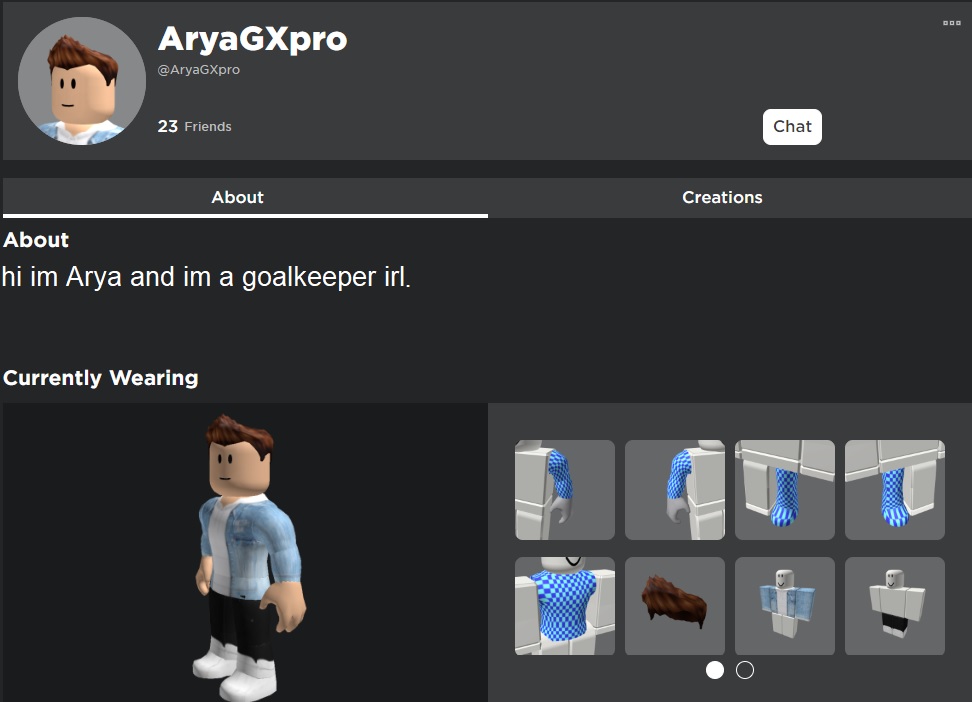 AryaGXpro
@AryaGXpro
23 Friends
Chat
About
Creations
About
hi im Arya and im a goalkeeper irl.
Currently Wearing